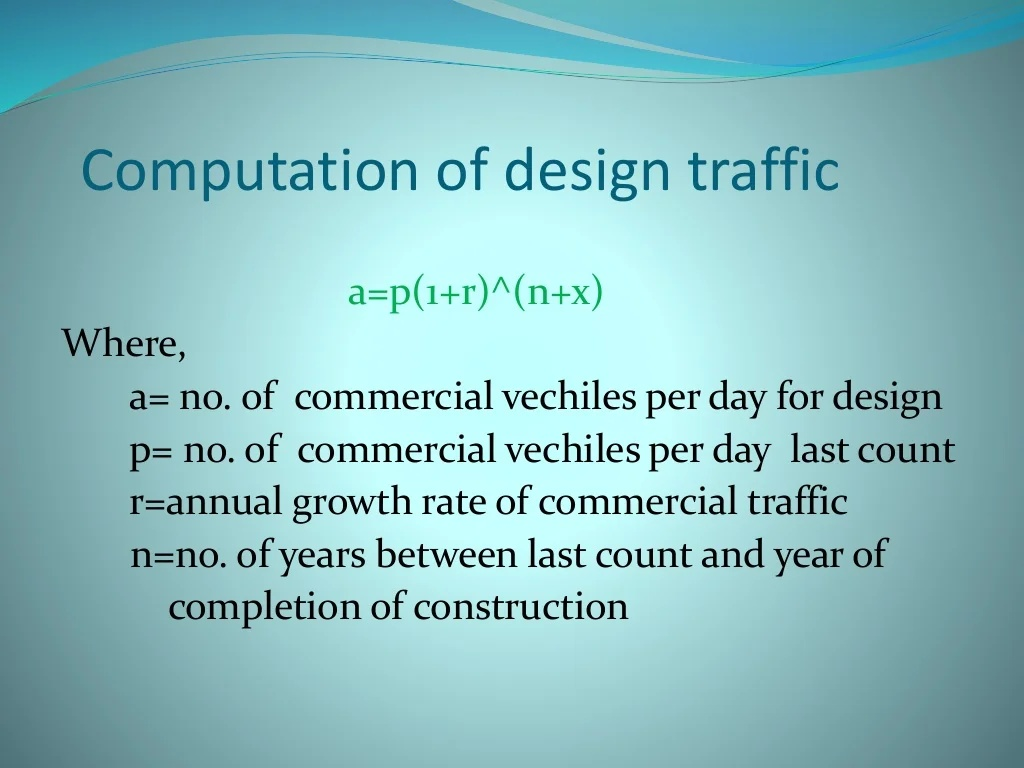 Computation of design traffic
a=p(1+r)^(n+x)
Where,
a= no. of commercial vechiles per day for design
p= no. of commercial vechiles per day last count
r=annual growth rate of commercial traffic
n=no. of years between last count and year of
completion of construction